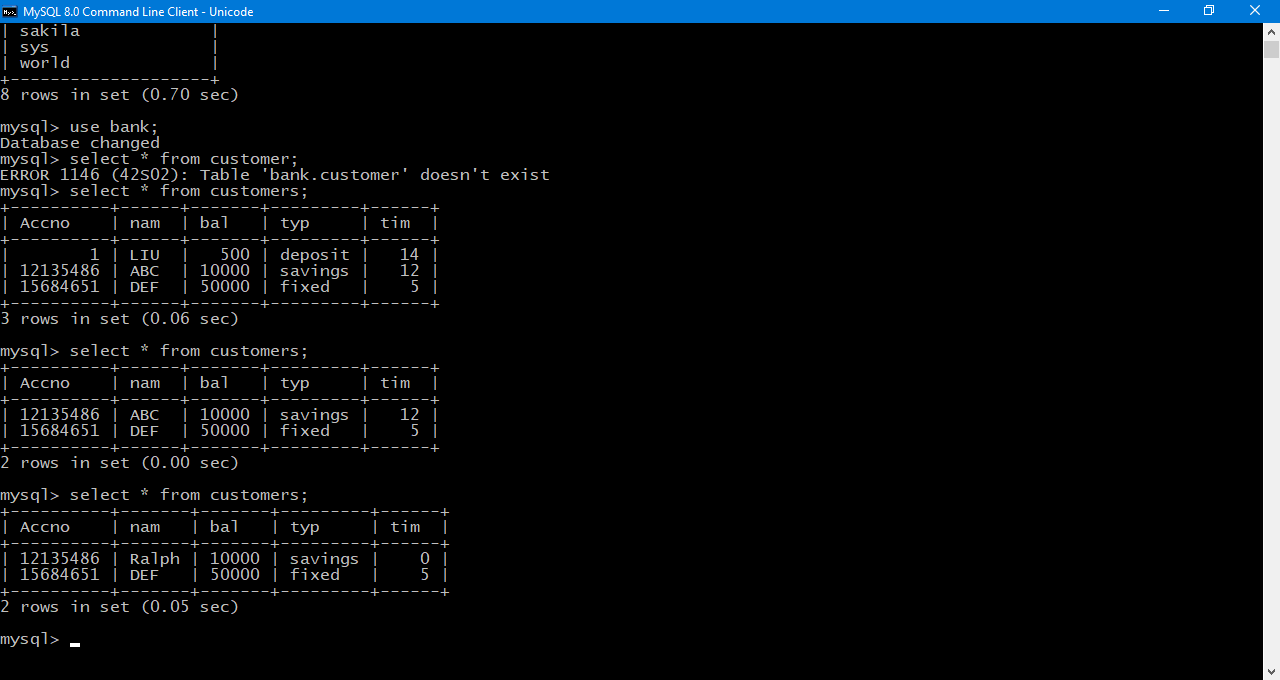 MySQL 8.0 Command Line Client - Unicode
| sakila             |
| sys                |
| world              |
+--------------------+
8 rows in set (0.70 sec)
mysql> use bank;
Database changed
mysql> select * from customer;
ERROR 1146 (42S02): Table 'bank.customer' doesn't exist
mysql> select * from customers;
+----------+------+-------+---------+------+
| Accno    | nam  | bal   | typ     | tim  |
+----------+------+-------+---------+------+
|        1 | LIU  |   500 | deposit |   14 |
| 12135486 | ABC  | 10000 | savings |   12 |
| 15684651 | DEF  | 50000 | fixed   |    5 |
+----------+------+-------+---------+------+
3 rows in set (0.06 sec)
mysql> select * from customers;
+----------+------+-------+---------+------+
| Accno    | nam  | bal   | typ     | tim  |
+----------+------+-------+---------+------+
| 12135486 | ABC  | 10000 | savings |   12 |
| 15684651 | DEF  | 50000 | fixed   |    5 |
+----------+------+-------+---------+------+
2 rows in set (0.00 sec)
mysql> select * from customers;
+----------+-------+-------+---------+------+
| Accno    | nam   | bal   | typ     | tim  |
+----------+-------+-------+---------+------+
| 12135486 | Ralph | 10000 | savings |    0 |
| 15684651 | DEF   | 50000 | fixed   |    5 |
+----------+-------+-------+---------+------+
2 rows in set (0.05 sec)
mysql> _